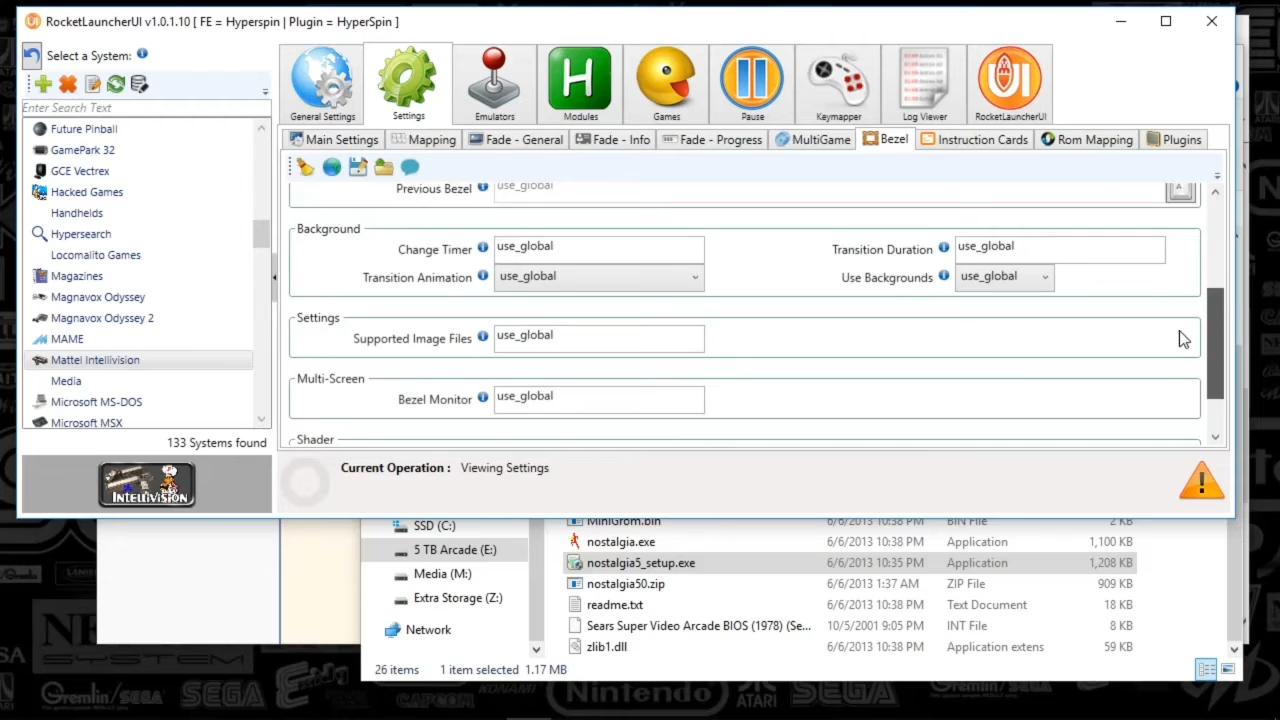 RocketLauncherUI v1.0.1.10 [ FE = Hyperspin | Plugin = HyperSpin ]
Select a System:
Enter Search Text
Future Pinball
GamePark 32
GCE Vectrex
Hacked Games
Handhelds
Hypersearch
Locomalito Games
Magazines
Magnavox Odyssey
Magnavox Odyssey 2
MAME
Mattel Intellivision
Media
Microsoft MS-DOS
Microsoft MSX
133 Systems found
INTELLIVISION
General Settings
Settings
Emulators
Modules
Games
Pause
Keymapper
Log Viewer
RocketLauncherUI
Main Settings
Mapping
Fade - General
Fade - Info
Fade - Progress
MultiGame
Bezel
Instruction Cards
Rom Mapping
Plugins
Previous Bezel use_global
Background
Change Timer use_global Transition Duration use_global
Transition Animation use_global Use Backgrounds use_global
Settings
Supported Image Files use_global
Multi-Screen
Bezel Monitor use_global
Shader
Current Operation : Viewing Settings
SSD (C:)
5 TB Arcade (E:)
Media (M:)
Extra Storage (Z:)
Network
MiniGrom.bin 6/6/2013 10:38 PM BIN File 2 KB
nostalgia.exe 6/6/2013 10:38 PM Application 1,100 KB
nostalgia5_setup.exe 6/6/2013 10:35 PM Application 1,208 KB
nostalgia50.zip 6/6/2013 1:37 AM ZIP File 909 KB
readme.txt 6/6/2013 10:38 PM Text Document 18 KB
Sears Super Video Arcade BIOS (1978) (Se... 10/5/2001 9:05 PM INT File 8 KB
zlib1.dll 6/6/2013 10:38 PM Application extens 59 KB
26 items 1 item selected 1.17 MB
SYSTEM
Gremlin/SEGA
SEGA
CAPCOM
KONAMI
Nintendo
ATARI
SEGA
Gremlin/SEGA